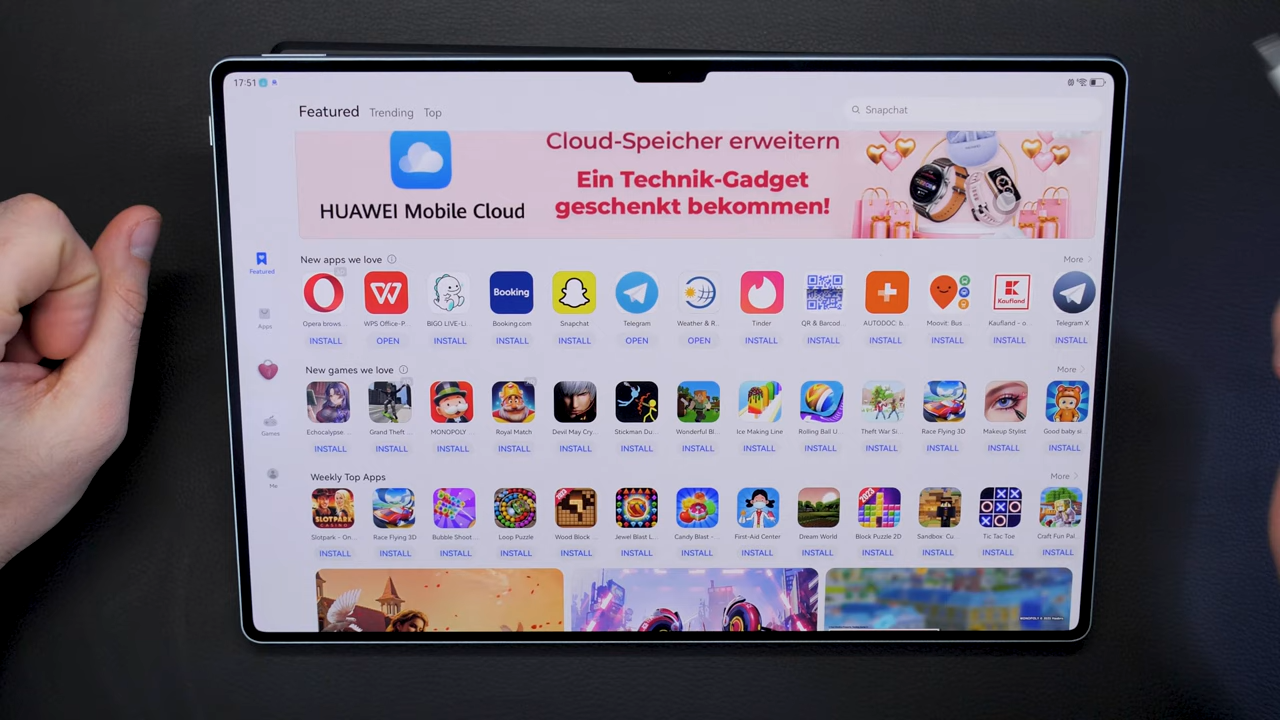 17:51
Featured Trending Top
Snapchat
Cloud-Speicher erweitern
Ein Technik-Gadget
geschenkt bekommen!
HUAWEI Mobile Cloud
Featured
Apps
Games
Me
New apps we love
More
Booking
K
Kaufland
Opera brows... WPS Office-P... BIGO LIVE-Li... Booking.com Snapchat Telegram Weather & R... Tinder QR & Barcod... AUTODOC: b... Moovit: Bus ... Kaufland - o... Telegram X
INSTALL OPEN INSTALL INSTALL INSTALL OPEN OPEN INSTALL INSTALL INSTALL INSTALL INSTALL INSTALL
New games we love
More
Echocalypse... Grand Theft ... MONOPOLY ... Royal Match Devil May Cry... Stickman Du... Wonderful Bl... Ice Making Line Rolling Ball U... Theft War Si... Race Flying 3D Makeup Stylist Good baby si
INSTALL INSTALL INSTALL INSTALL INSTALL INSTALL INSTALL INSTALL INSTALL INSTALL INSTALL INSTALL INSTALL
Weekly Top Apps
More
SLOTPARK
2023
Slotpark - On... Race Flying 3D Bubble Shoot... Loop Puzzle Wood Block ... Jewel Blast L... Candy Blast - ... First-Aid Center Dream World Block Puzzle 2D Sandbox Cu... Tic Tac Toe Craft Fun Pal...
INSTALL INSTALL INSTALL INSTALL INSTALL INSTALL INSTALL INSTALL INSTALL INSTALL INSTALL INSTALL INSTALL